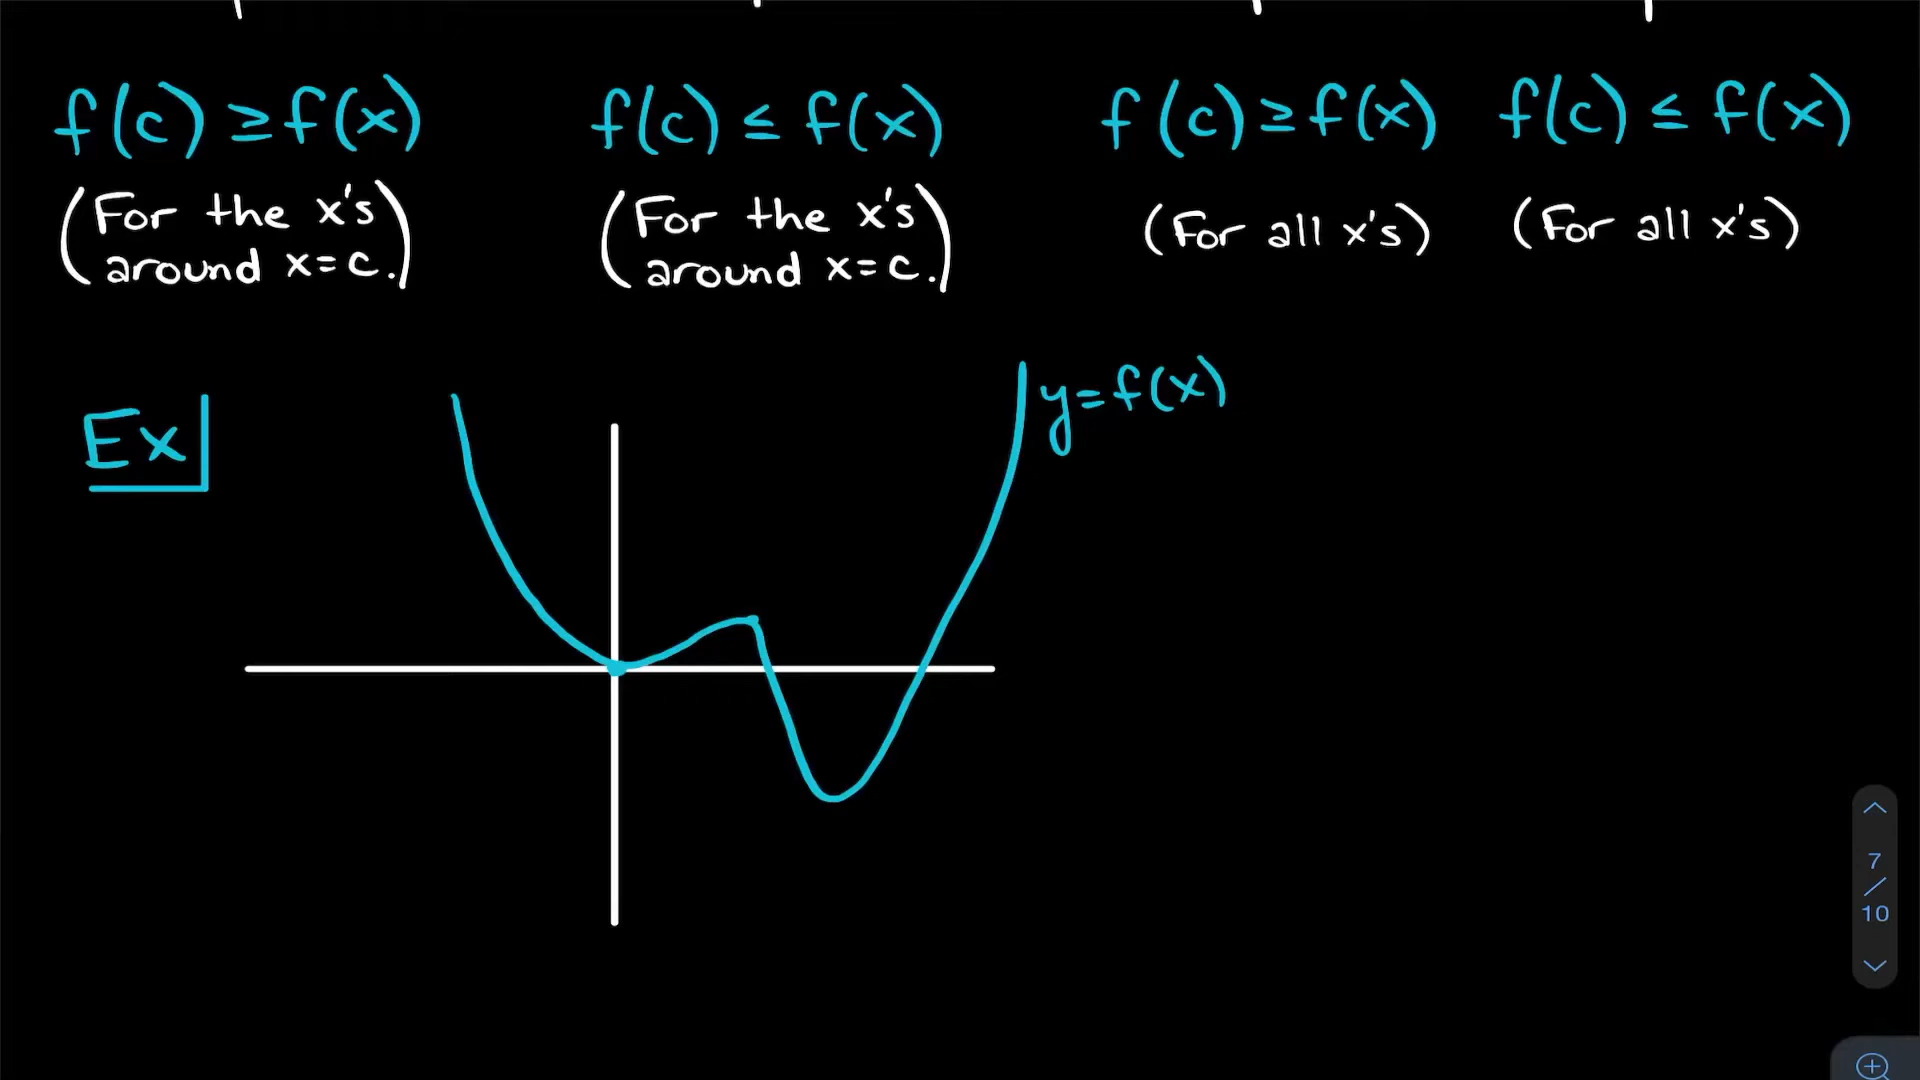 f(c) ≥ f(x)
(For the x's
around x=c.)
f(c) ≤ f(x)
(For the x's
around x=c.)
f(c) ≥ f(x)
(For all x's)
f(c) ≤ f(x)
(For all x's)
Ex
y=f(x)
7
/
10